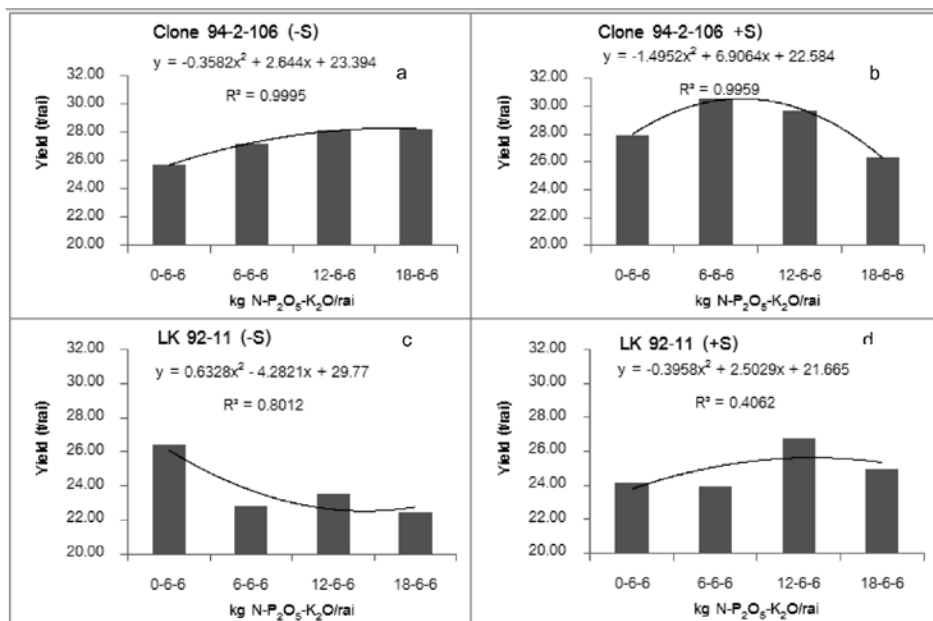 Clone 94-2-106 (-S)
y = -0.3582x² + 2.644x + 23.394
a
R² = 0.9995
Yield (t/rai)
32.00
30.00
28.00
26.00
24.00
22.00
20.00
0-6-6 6-6-6 12-6-6 18-6-6
kg N-P₂O₅-K₂O/rai
Clone 94-2-106 +S)
y = -1.4952x² + 6.9064x + 22.584
b
R² = 0.9959
Yield (t/rai)
32.00
30.00
28.00
26.00
24.00
22.00
20.00
0-6-6 6-6-6 12-6-6 18-6-6
kg N-P₂O₅-K₂O/rai
LK 92-11 (-S)
c
y = 0.6328x² - 4.2821x + 29.77
R² = 0.8012
Yield (t/rai)
32.00
30.00
28.00
26.00
24.00
22.00
20.00
0-6-6 6-6-6 12-6-6 18-6-6
kg N-P₂O₅-K₂O/rai
LK 92-11 (+S)
d
y = -0.3958x² + 2.5029x + 21.665
R² = 0.4062
Yield (t/rai)
32.00
30.00
28.00
26.00
24.00
22.00
20.00
0-6-6 6-6-6 12-6-6 18-6-6
kg N-P₂O₅-K₂O/rai